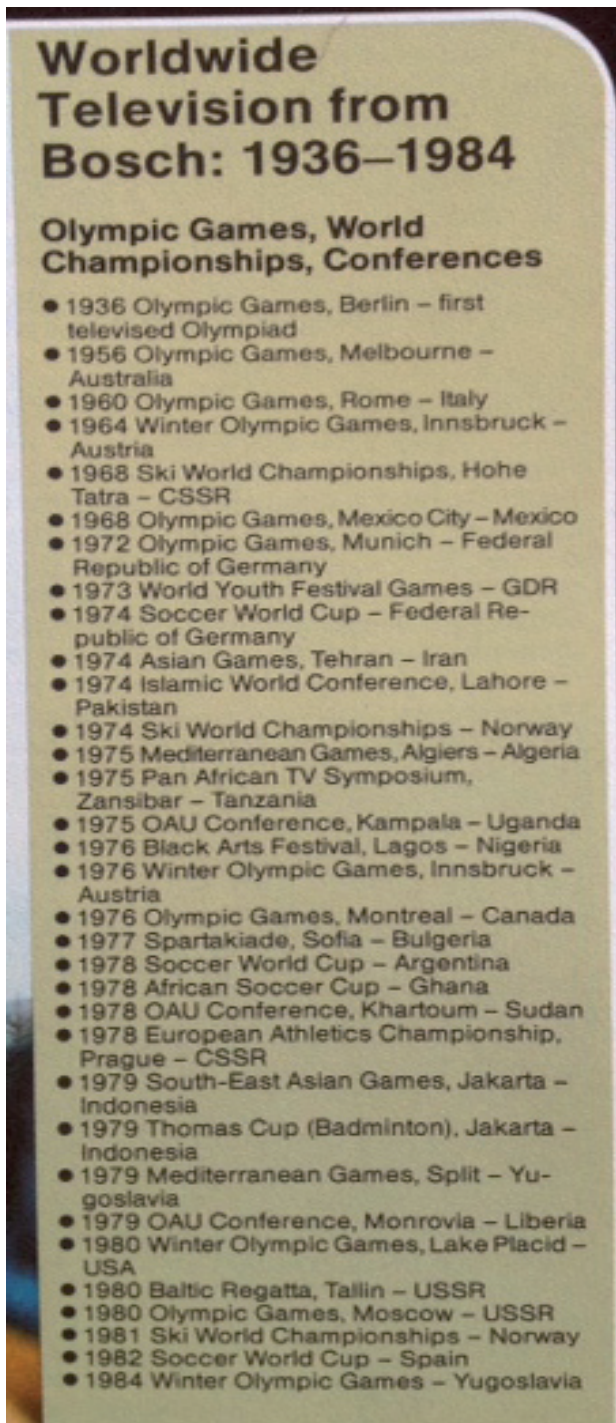 Worldwide
Television from
Bosch: 1936–1984
Olympic Games, World
Championships, Conferences
● 1936 Olympic Games, Berlin – first
televised Olympiad
● 1956 Olympic Games, Melbourne –
Australia
● 1960 Olympic Games, Rome – Italy
● 1964 Winter Olympic Games, Innsbruck –
Austria
● 1968 Ski World Championships, Hohe
Tatra – CSSR
● 1968 Olympic Games, Mexico City – Mexico
● 1972 Olympic Games, Munich – Federal
Republic of Germany
● 1973 World Youth Festival Games – GDR
● 1974 Soccer World Cup – Federal Re-
public of Germany
● 1974 Asian Games, Tehran – Iran
● 1974 Islamic World Conference, Lahore –
Pakistan
● 1974 Ski World Championships – Norway
● 1975 Mediterranean Games, Algiers – Algeria
● 1975 Pan African TV Symposium,
Zansibar – Tanzania
● 1975 OAU Conference, Kampala – Uganda
● 1976 Black Arts Festival, Lagos – Nigeria
● 1976 Winter Olympic Games, Innsbruck –
Austria
● 1976 Olympic Games, Montreal – Canada
● 1977 Spartakiade, Sofia – Bulgeria
● 1978 Soccer World Cup – Argentina
● 1978 African Soccer Cup – Ghana
● 1978 OAU Conference, Khartoum – Sudan
● 1978 European Athletics Championship,
Prague – CSSR
● 1979 South-East Asian Games, Jakarta –
Indonesia
● 1979 Thomas Cup (Badminton), Jakarta –
Indonesia
● 1979 Mediterranean Games, Split – Yu-
goslavia
● 1979 OAU Conference, Monrovia – Liberia
● 1980 Winter Olympic Games, Lake Placid –
USA
● 1980 Baltic Regatta, Tallin – USSR
● 1980 Olympic Games, Moscow – USSR
● 1981 Ski World Championships – Norway
● 1982 Soccer World Cup – Spain
● 1984 Winter Olympic Games – Yugoslavia